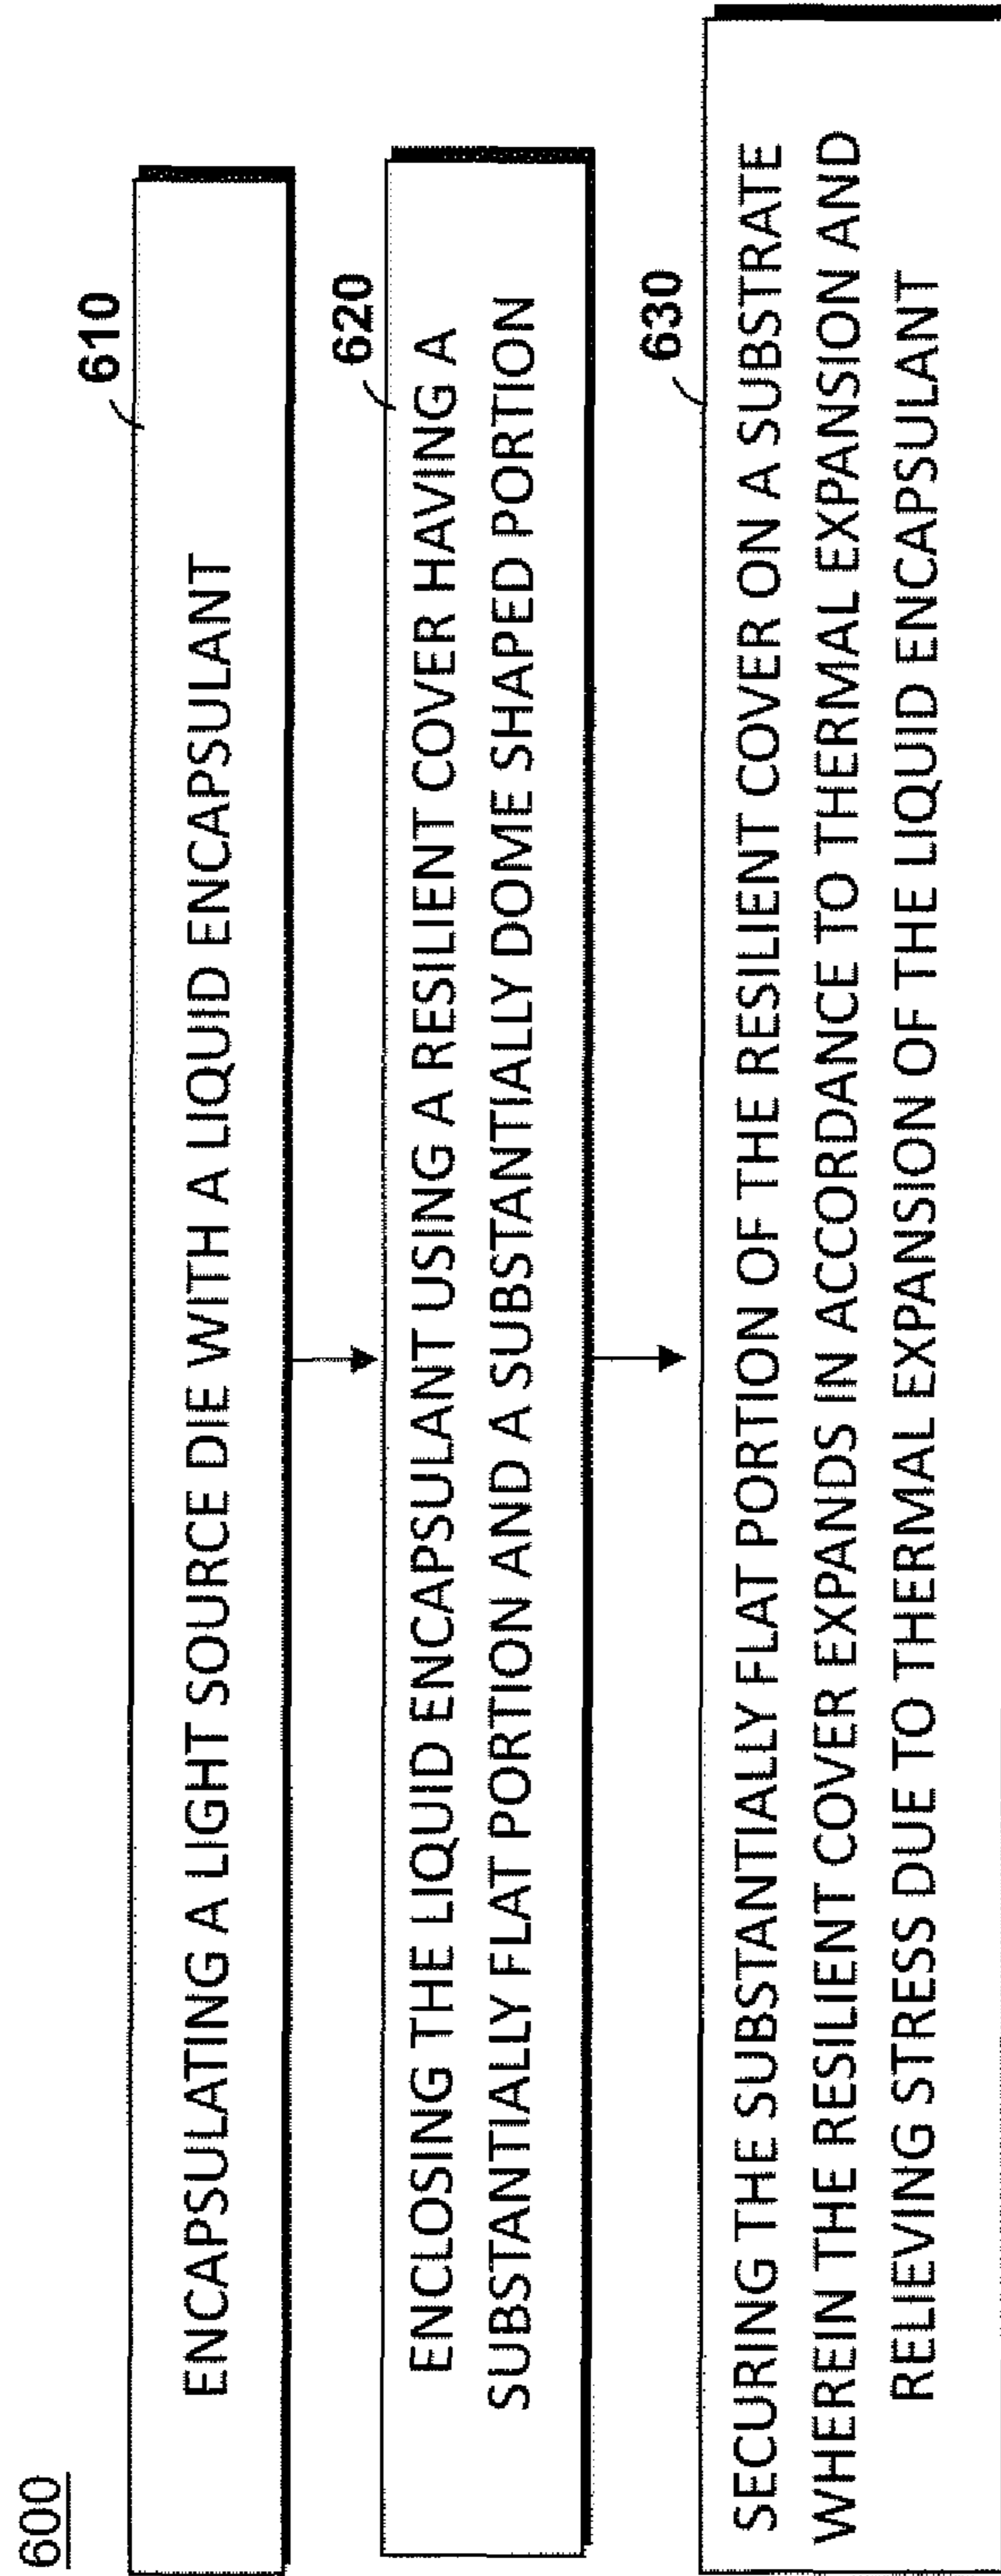 600
610
ENCAPSULATING A LIGHT SOURCE DIE WITH A LIQUID ENCAPSULANT
620
ENCLOSING THE LIQUID ENCAPSULANT USING A RESILIENT COVER HAVING A
SUBSTANTIALLY FLAT PORTION AND A SUBSTANTIALLY DOME SHAPED PORTION
630
SECURING THE SUBSTANTIALLY FLAT PORTION OF THE RESILIENT COVER ON A SUBSTRATE
WHEREIN THE RESILIENT COVER EXPANDS IN ACCORDANCE TO THERMAL EXPANSION AND
RELIEVING STRESS DUE TO THERMAL EXPANSION OF THE LIQUID ENCAPSULANT